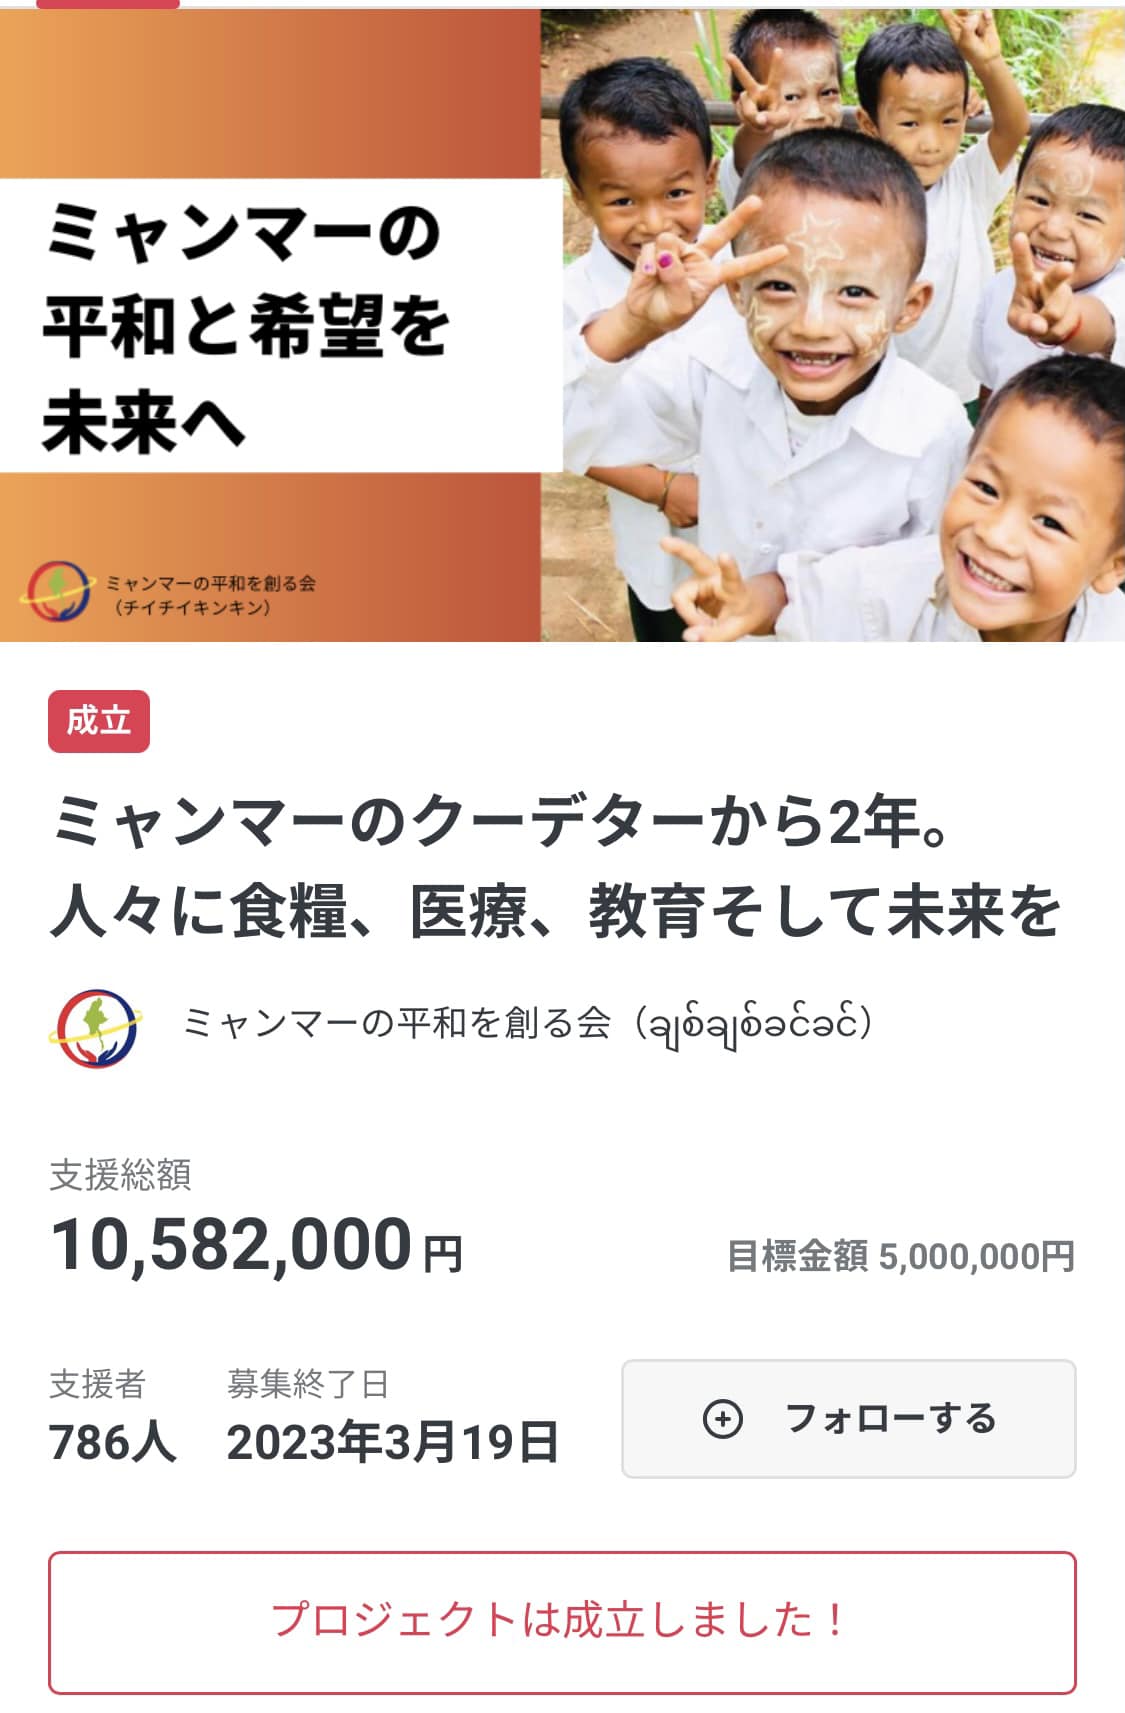 ミャンマーの
平和と希望を
未来へ
ミャンマーの平和を創る会
（チイチイキンキン）
成立
ミャンマーのクーデターから2年。
人々に食糧、医療、教育そして未来を
ミャンマーの平和を創る会（ချစ်ချစ်ခင်ခင်）
支援総額
10,582,000円
目標金額 5,000,000円
支援者 募集終了日
786人 2023年3月19日
フォローする
プロジェクトは成立しました！